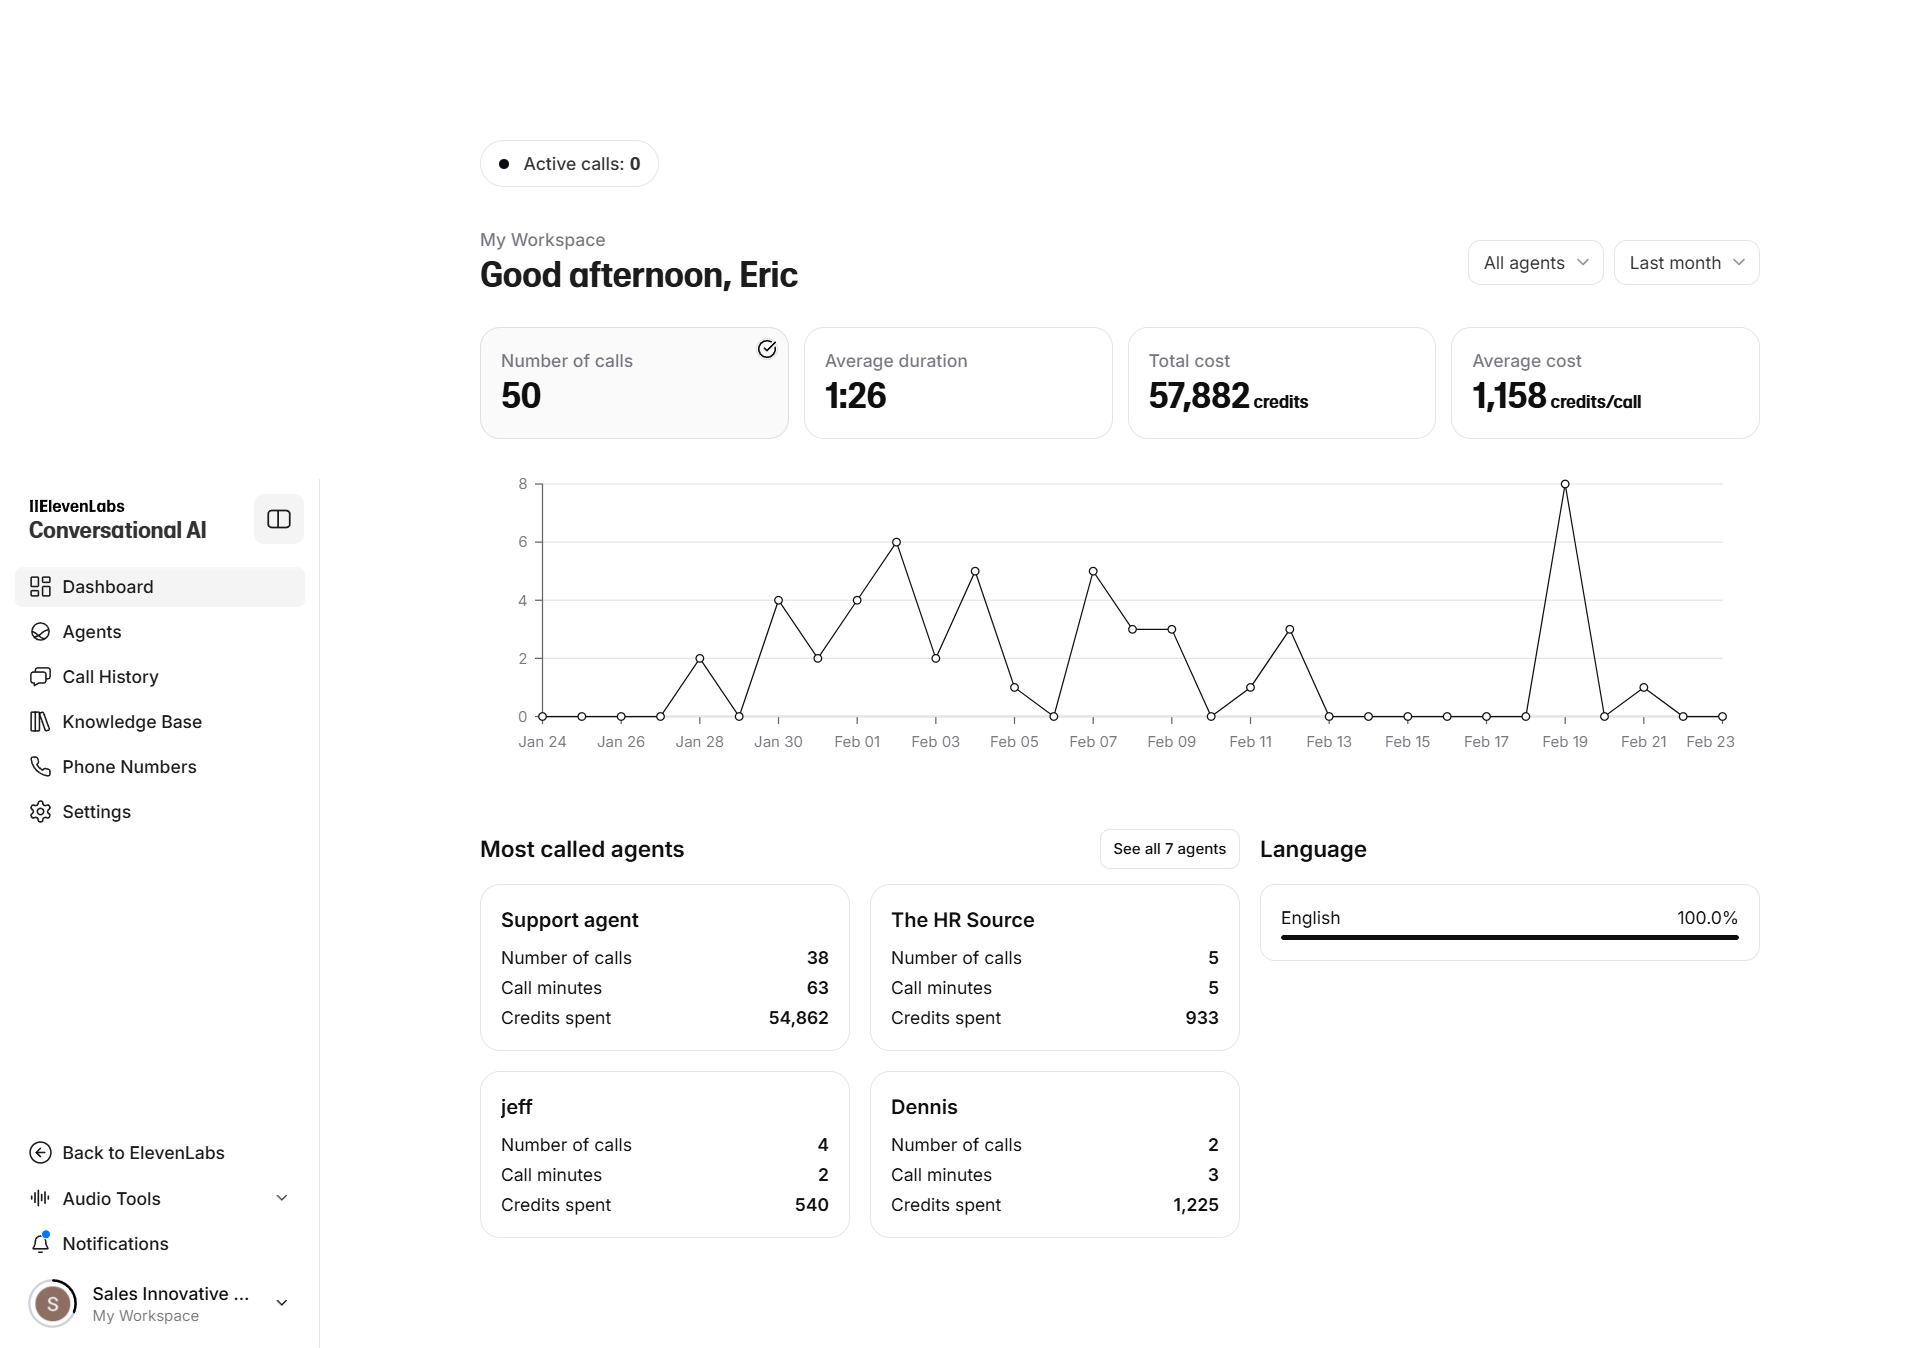 Active calls: 0
My Workspace
Good afternoon, Eric
All agents
Last month
Number of calls
50
Average duration
1:26
Total cost
57,882 credits
Average cost
1,158 credits/call
8
6
4
2
0
Jan 24 Jan 26 Jan 28 Jan 30 Feb 01 Feb 03 Feb 05 Feb 07 Feb 09 Feb 11 Feb 13 Feb 15 Feb 17 Feb 19 Feb 21 Feb 23
IIElevenLabs
Conversational AI
Dashboard
Agents
Call History
Knowledge Base
Phone Numbers
Settings
Back to ElevenLabs
Audio Tools
Notifications
S
Sales Innovative ...
My Workspace
Most called agents
See all 7 agents
Support agent
Number of calls 38
Call minutes 63
Credits spent 54,862
The HR Source
Number of calls 5
Call minutes 5
Credits spent 933
jeff
Number of calls 4
Call minutes 2
Credits spent 540
Dennis
Number of calls 2
Call minutes 3
Credits spent 1,225
Language
English 100.0%